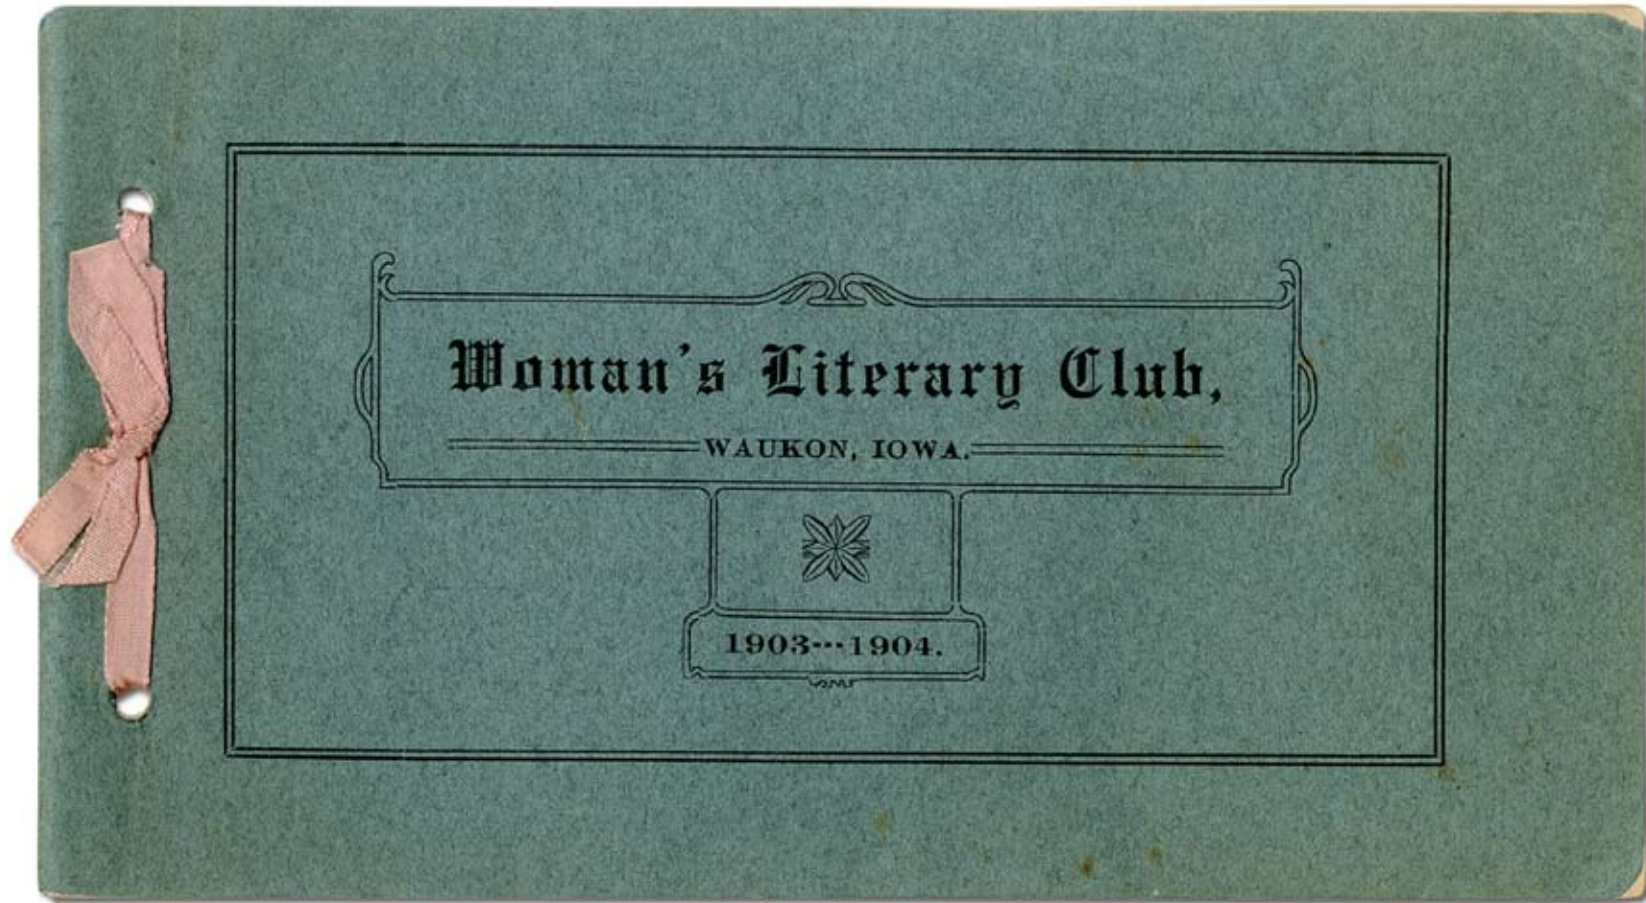 Woman's Literary Club,
WAUKON, IOWA.
1903---1904.